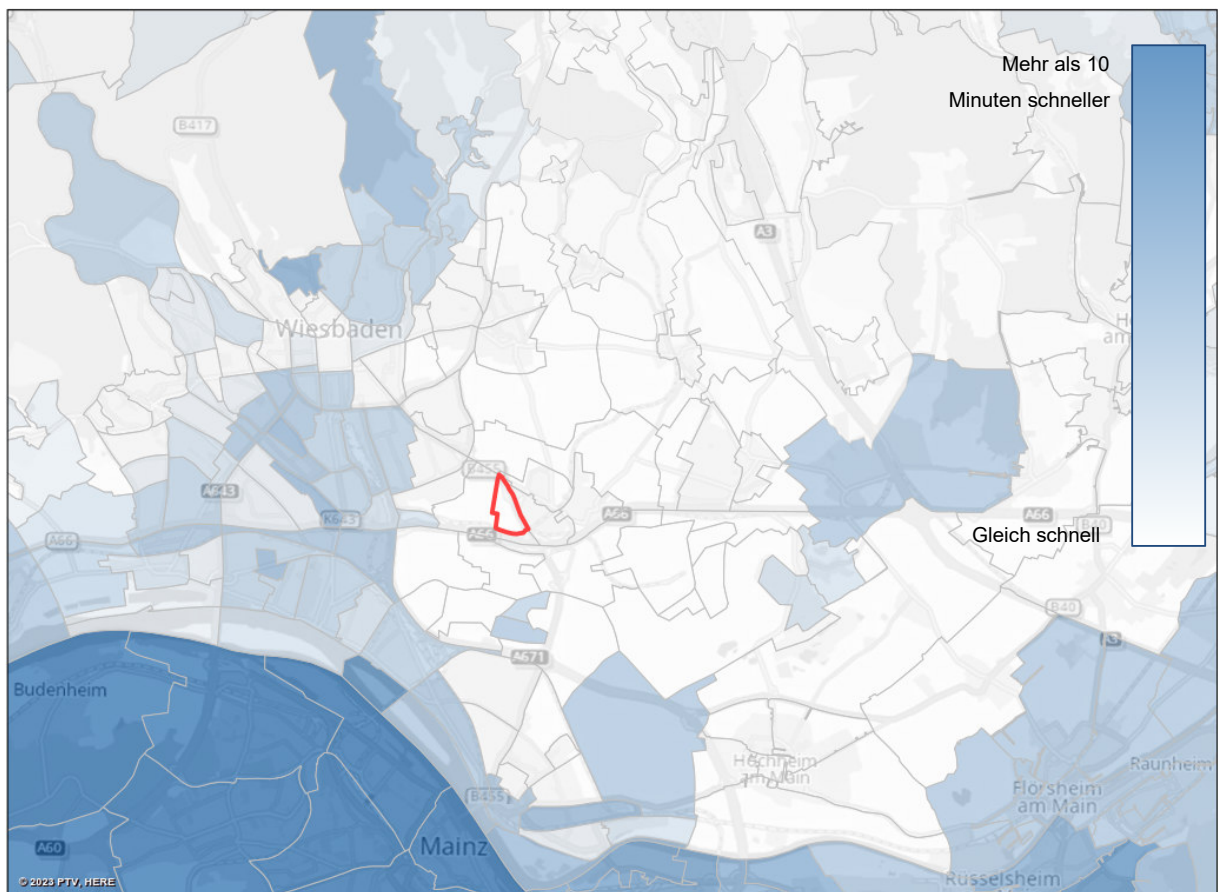 Mehr als 10
Minuten schneller
B417
A3
Wiesbaden
B455
A643
K643
A66
A66
A66
A66
B40
Gleich schnell
B40
A3
A671
Budenheim
Hochheim
am Main
Raunheim
Flörsheim
am Main
B455
Mainz
A60
Rüsselsheim
© 2023 PTV, HERE